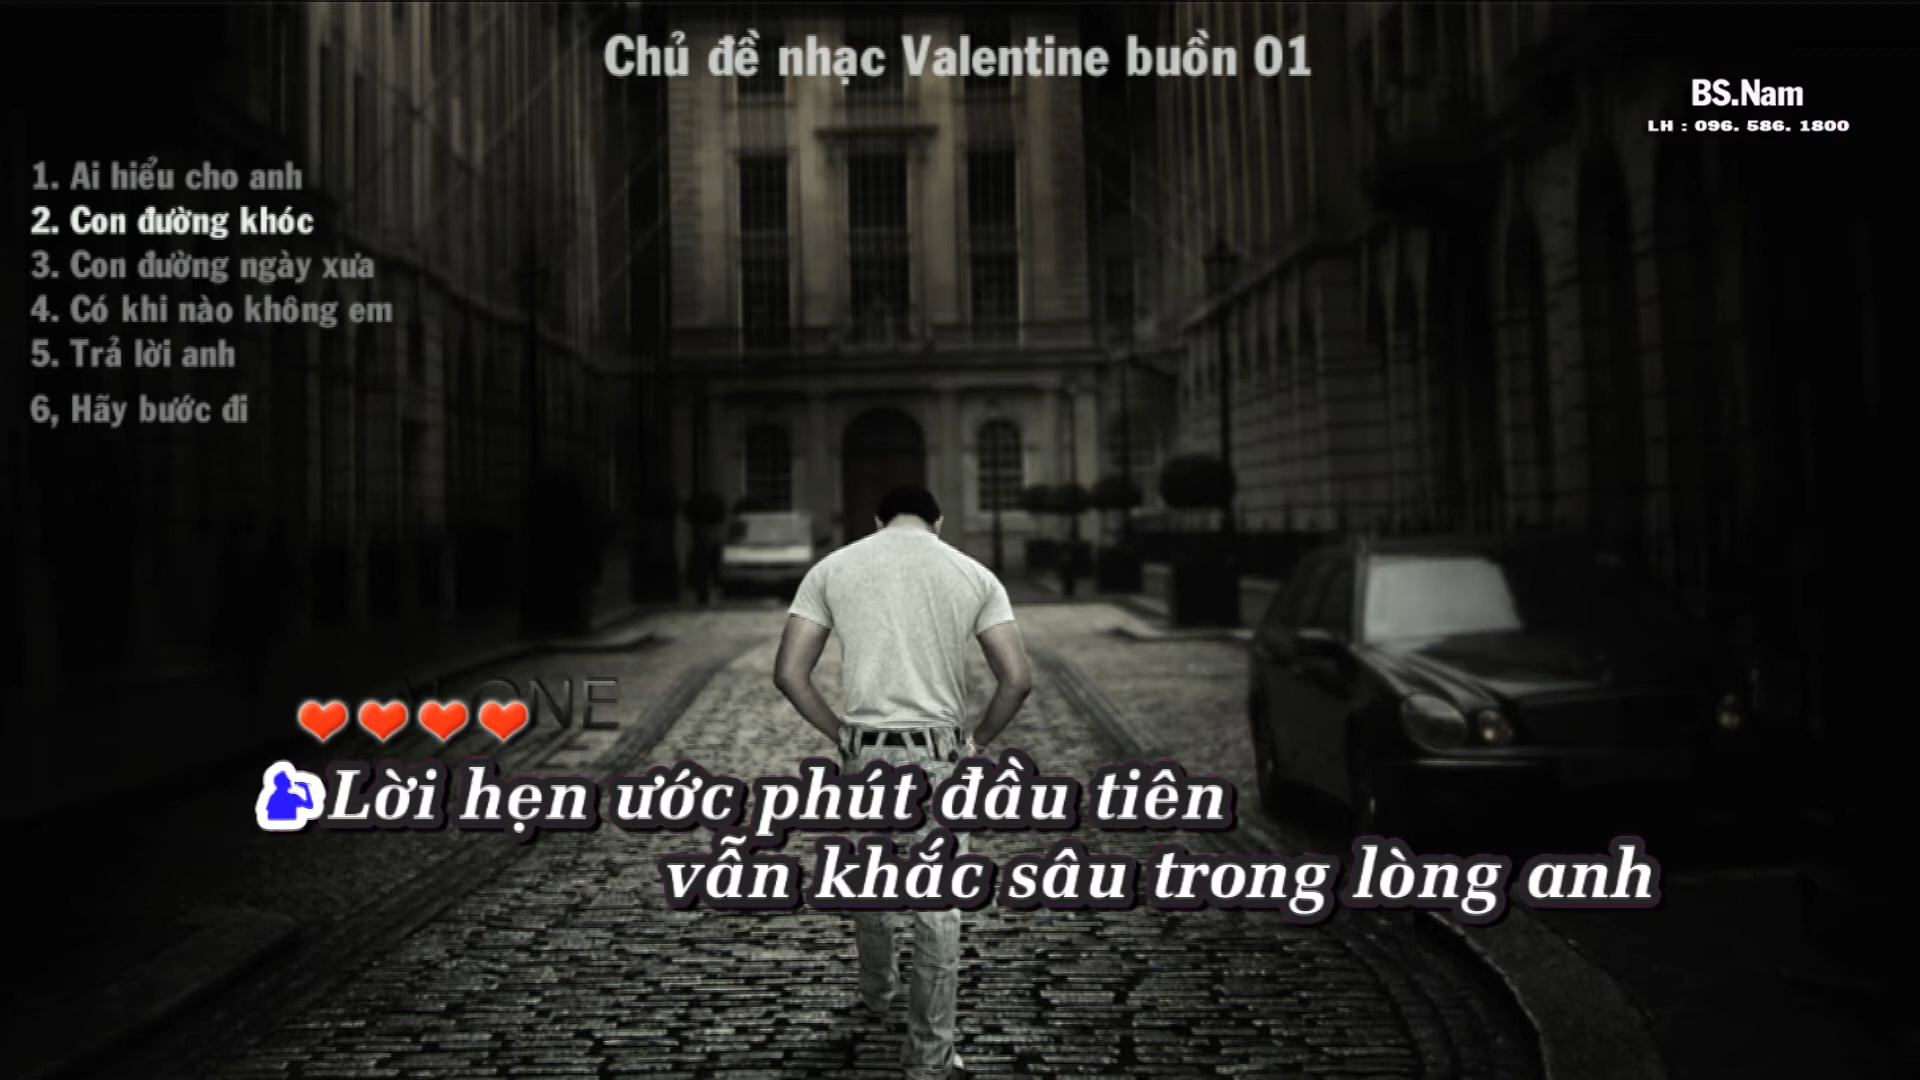 Chủ đề nhạc Valentine buồn 01
BS.Nam
LH : 096. 586. 1800
1. Ai hiểu cho anh
2. Con đường khóc
3. Con đường ngày xưa
4. Có khi nào không em
5. Trả lời anh
6, Hãy bước đi
ONE
Lời hẹn ước phút đầu tiên
vẫn khắc sâu trong lòng anh